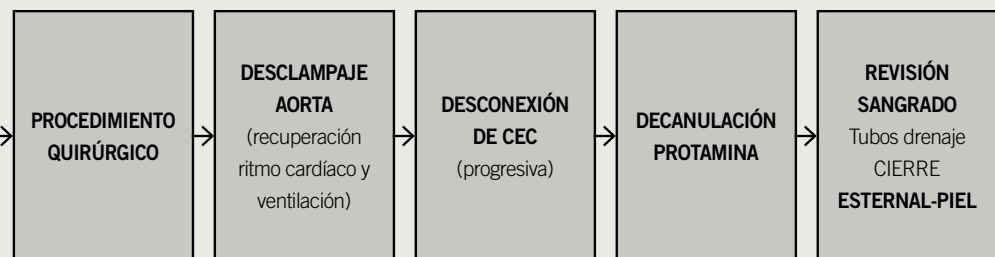 PROCEDIMIENTO
QUIRÚRGICO
DESCLAMPAJE
AORTA
(recuperación
ritmo cardíaco y
ventilación)
DESCONEXIÓN
DE CEC
(progresiva)
DECANULACIÓN
PROTAMINA
REVISIÓN
SANGRADO
Tubos drenaje
CIERRE
ESTERNAL-PIEL